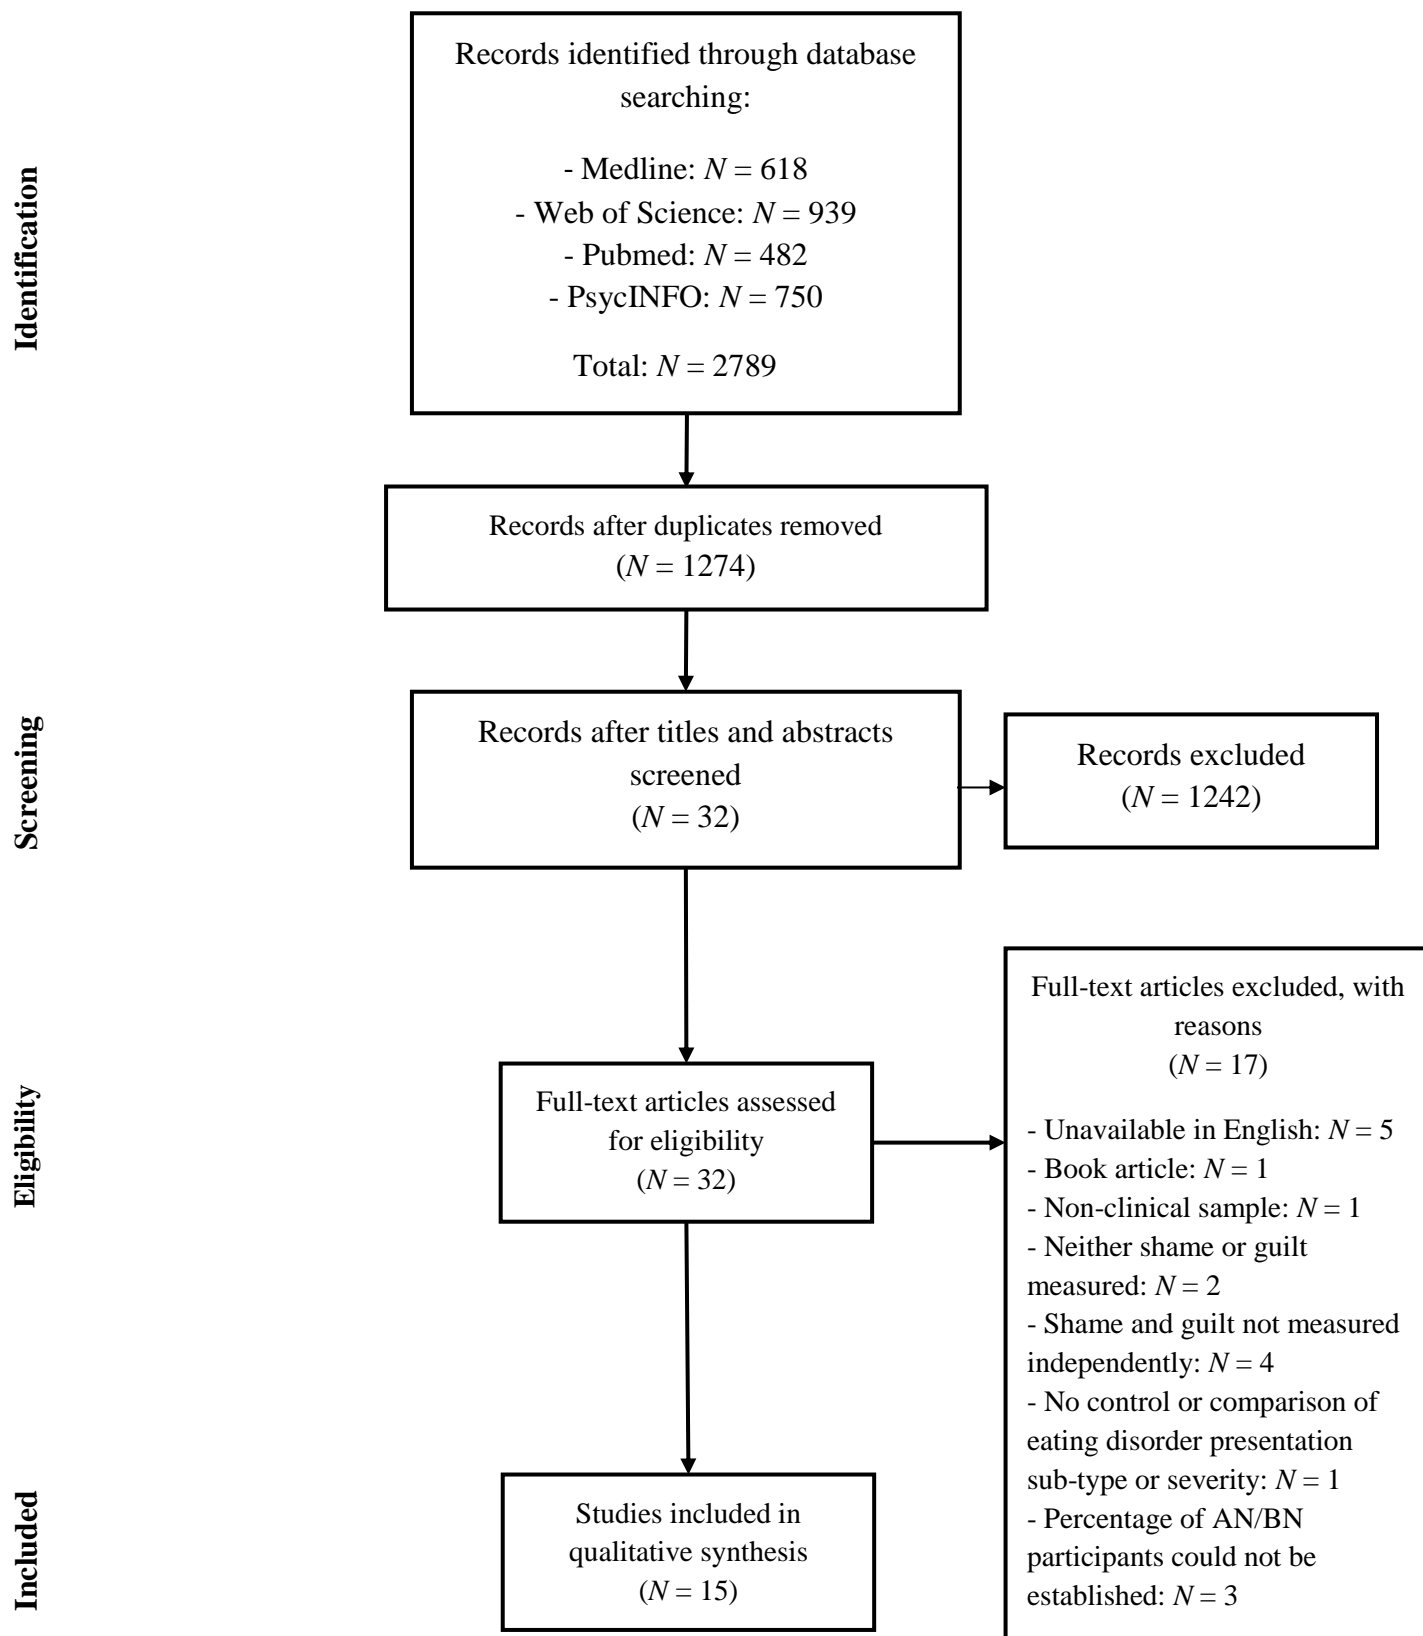 Identification
Records identified through database
searching:
- Medline: N = 618
- Web of Science: N = 939
- Pubmed: N = 482
- PsycINFO: N = 750
Total: N = 2789
Records after duplicates removed
(N = 1274)
Screening
Records after titles and abstracts
screened
(N = 32)
Records excluded
(N = 1242)
Eligibility
Full-text articles assessed
for eligibility
(N = 32)
Full-text articles excluded, with
reasons
(N = 17)
- Unavailable in English: N = 5
- Book article: N = 1
- Non-clinical sample: N = 1
- Neither shame or guilt
measured: N = 2
- Shame and guilt not measured
independently: N = 4
- No control or comparison of
eating disorder presentation
sub-type or severity: N = 1
- Percentage of AN/BN
participants could not be
established: N = 3
Included
Studies included in
qualitative synthesis
(N = 15)